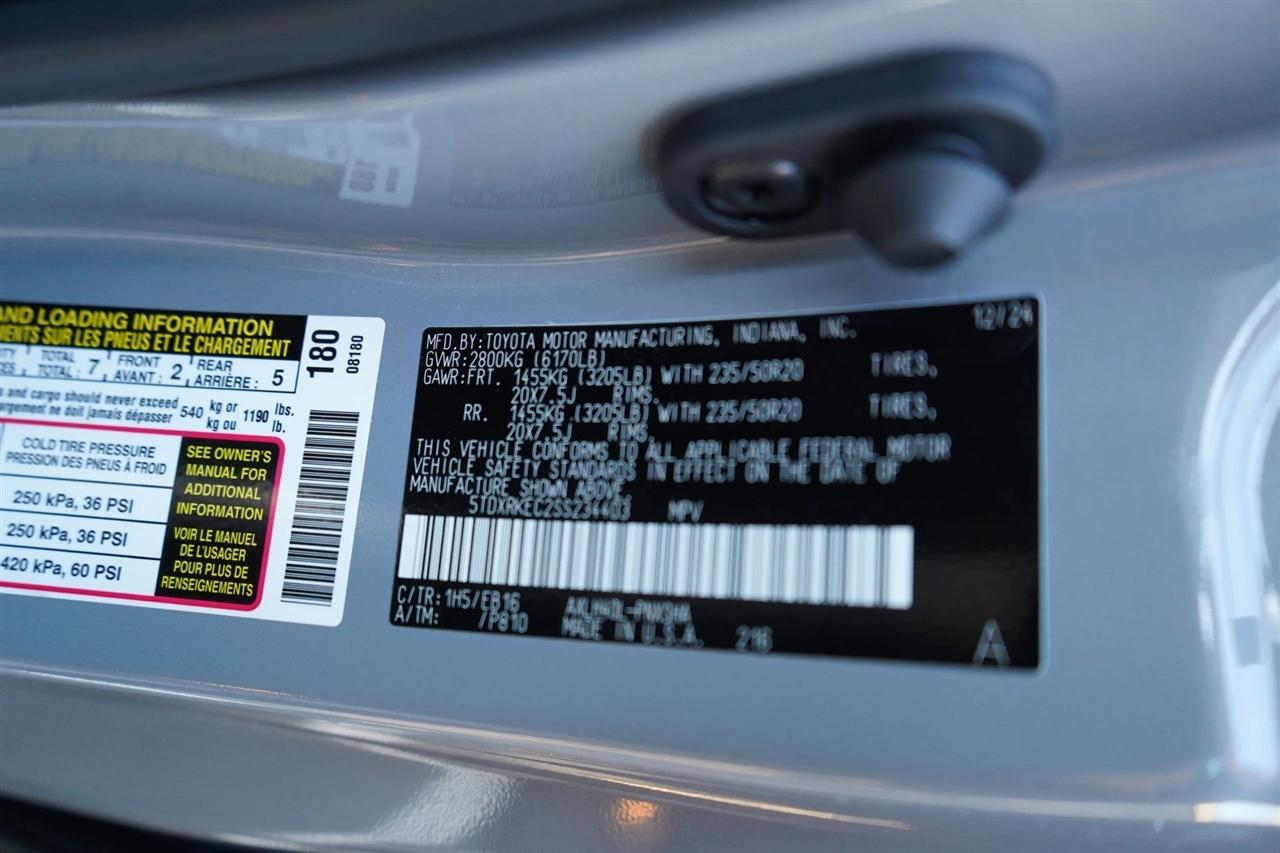 AND LOADING INFORMATION
EMENTS SUR LES PNEUS ET LE CHARGEMENT
TOTAL 7 FRONT 2 REAR 5
TOTAL: AVANT: ARRIÈRE:
s and cargo should never exceed 540 kg or 1190 lbs.
argement ne doit jamais dépasser kg ou lb.
COLD TIRE PRESSURE
PRESSION DES PNEUS À FROID
250 kPa, 36 PSI
250 kPa, 36 PSI
420 kPa, 60 PSI
SEE OWNER'S
MANUAL FOR
ADDITIONAL
INFORMATION
VOIR LE MANUEL
DE L'USAGER
POUR PLUS DE
RENSEIGNEMENTS
180
08180
12/24
MFD.BY:TOYOTA MOTOR MANUFACTURING, INDIANA, INC.
GVWR:2800KG (6170LB)
GAWR:FRT. 1455KG (3205LB) WITH 235/50R20 TIRES,
20X7.5J RIMS.
RR. 1455KG (3205LB) WITH 235/50R20 TIRES,
20X7.5J RIMS.
THIS VEHICLE CONFORMS TO ALL APPLICABLE FEDERAL MOTOR
VEHICLE SAFETY STANDARDS IN EFFECT ON THE DATE OF
MANUFACTURE SHOWN ABOVE.
5TDXRKEC2SS234403 MPV
C/TR: 1H5/EB16
A/TM: /P810
MADE IN U.S.A. 216
A